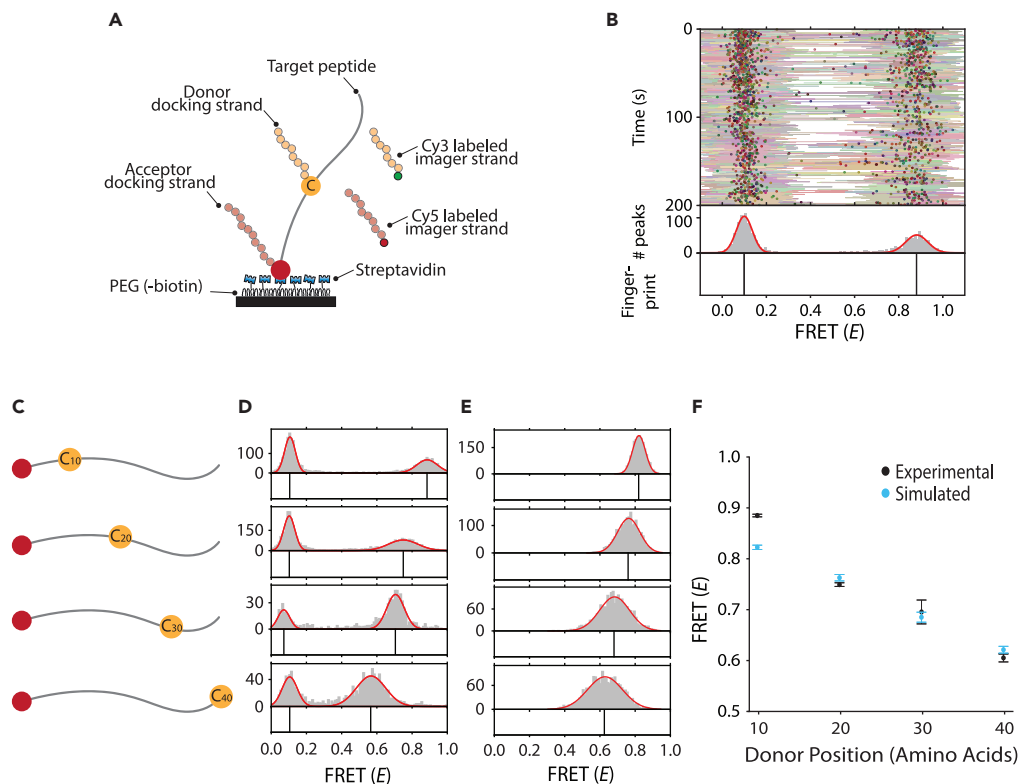 A
Target peptide
Donor
docking strand
Cy3 labeled
imager strand
C
Acceptor
docking strand
Cy5 labeled
imager strand
Streptavidin
PEG (-biotin)
B
0
100
200
Time (s)
100
0
# peaks
Finger-
print
0.0 0.2 0.4 0.6 0.8 1.0
FRET (E)
C
C10
C20
C30
C40
D
100
0
150
0
30
0
40
0
0.0 0.2 0.4 0.6 0.8 1.0
FRET (E)
E
150
0
100
0
60
0
60
0
0.0 0.2 0.4 0.6 0.8 1.0
FRET (E)
F
Experimental
Simulated
1.0
0.9
0.8
0.7
0.6
0.5
FRET (E)
10 20 30 40
Donor Position (Amino Acids)